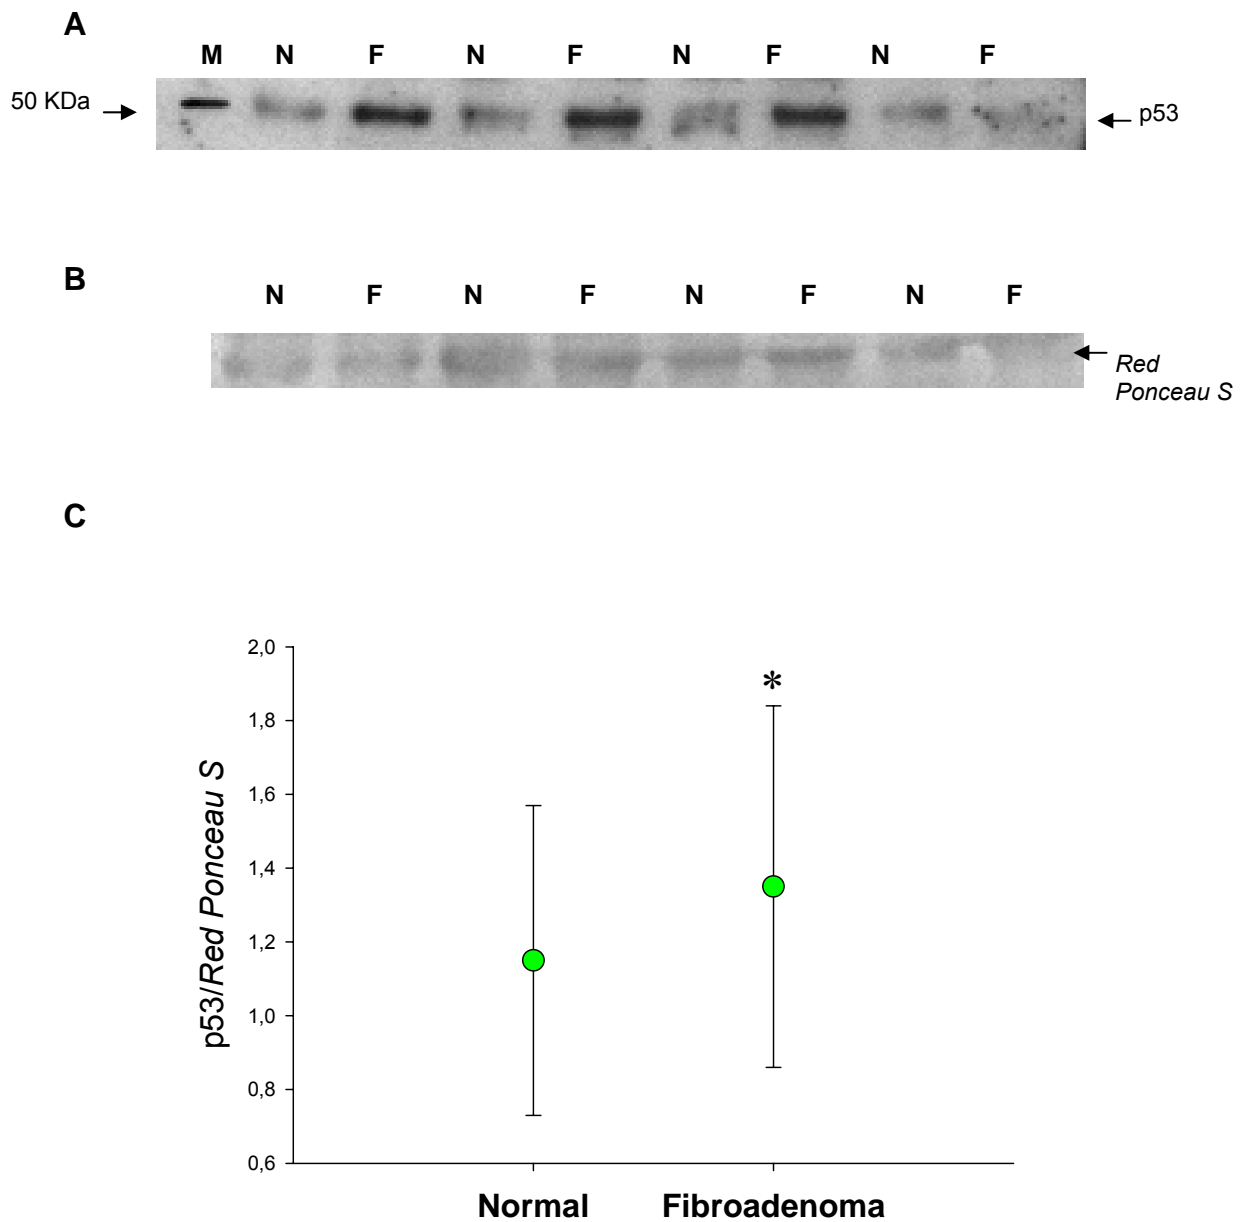 A
M N F N F N F N F
50 KDa
p53
B
N F N F N F N F
Red
Ponceau S
C
2,0
1,8
1,6
1,4
1,2
1,0
0,8
0,6
p53/Red Ponceau S
*
Normal Fibroadenoma